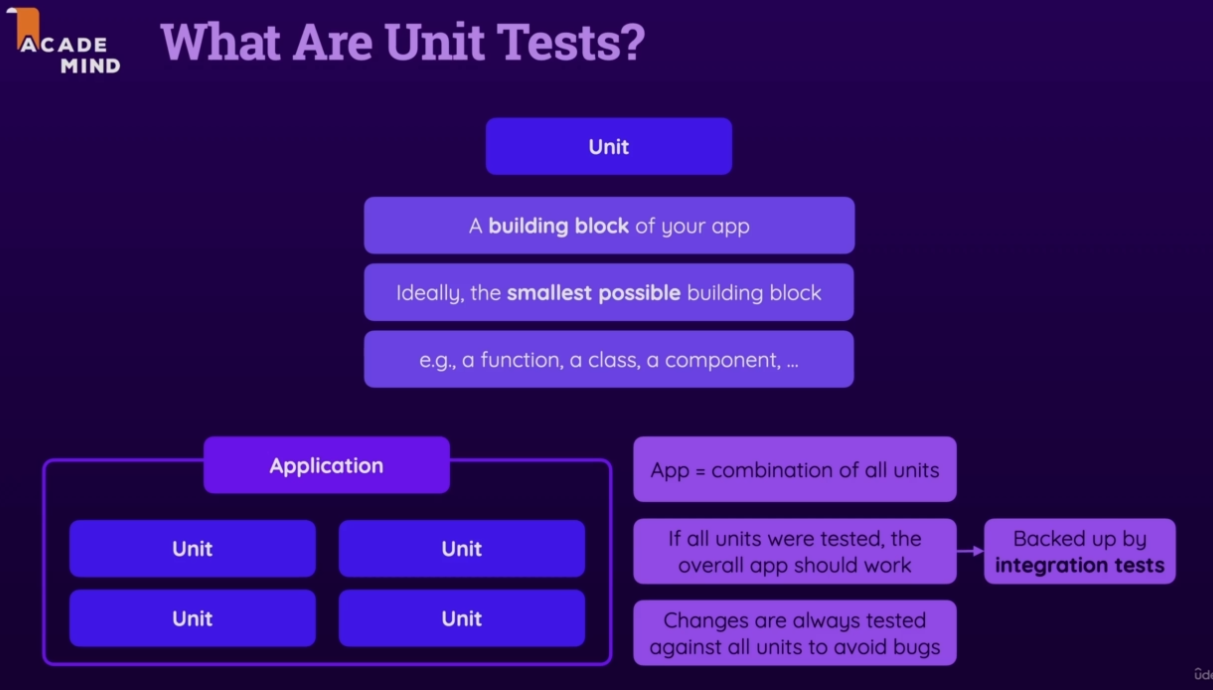 ACADE
MIND
What Are Unit Tests?
Unit
A building block of your app
Ideally, the smallest possible building block
e.g., a function, a class, a component, ...
Application
Unit
Unit
Unit
Unit
App = combination of all units
If all units were tested, the
overall app should work
Backed up by
integration tests
Changes are always tested
against all units to avoid bugs